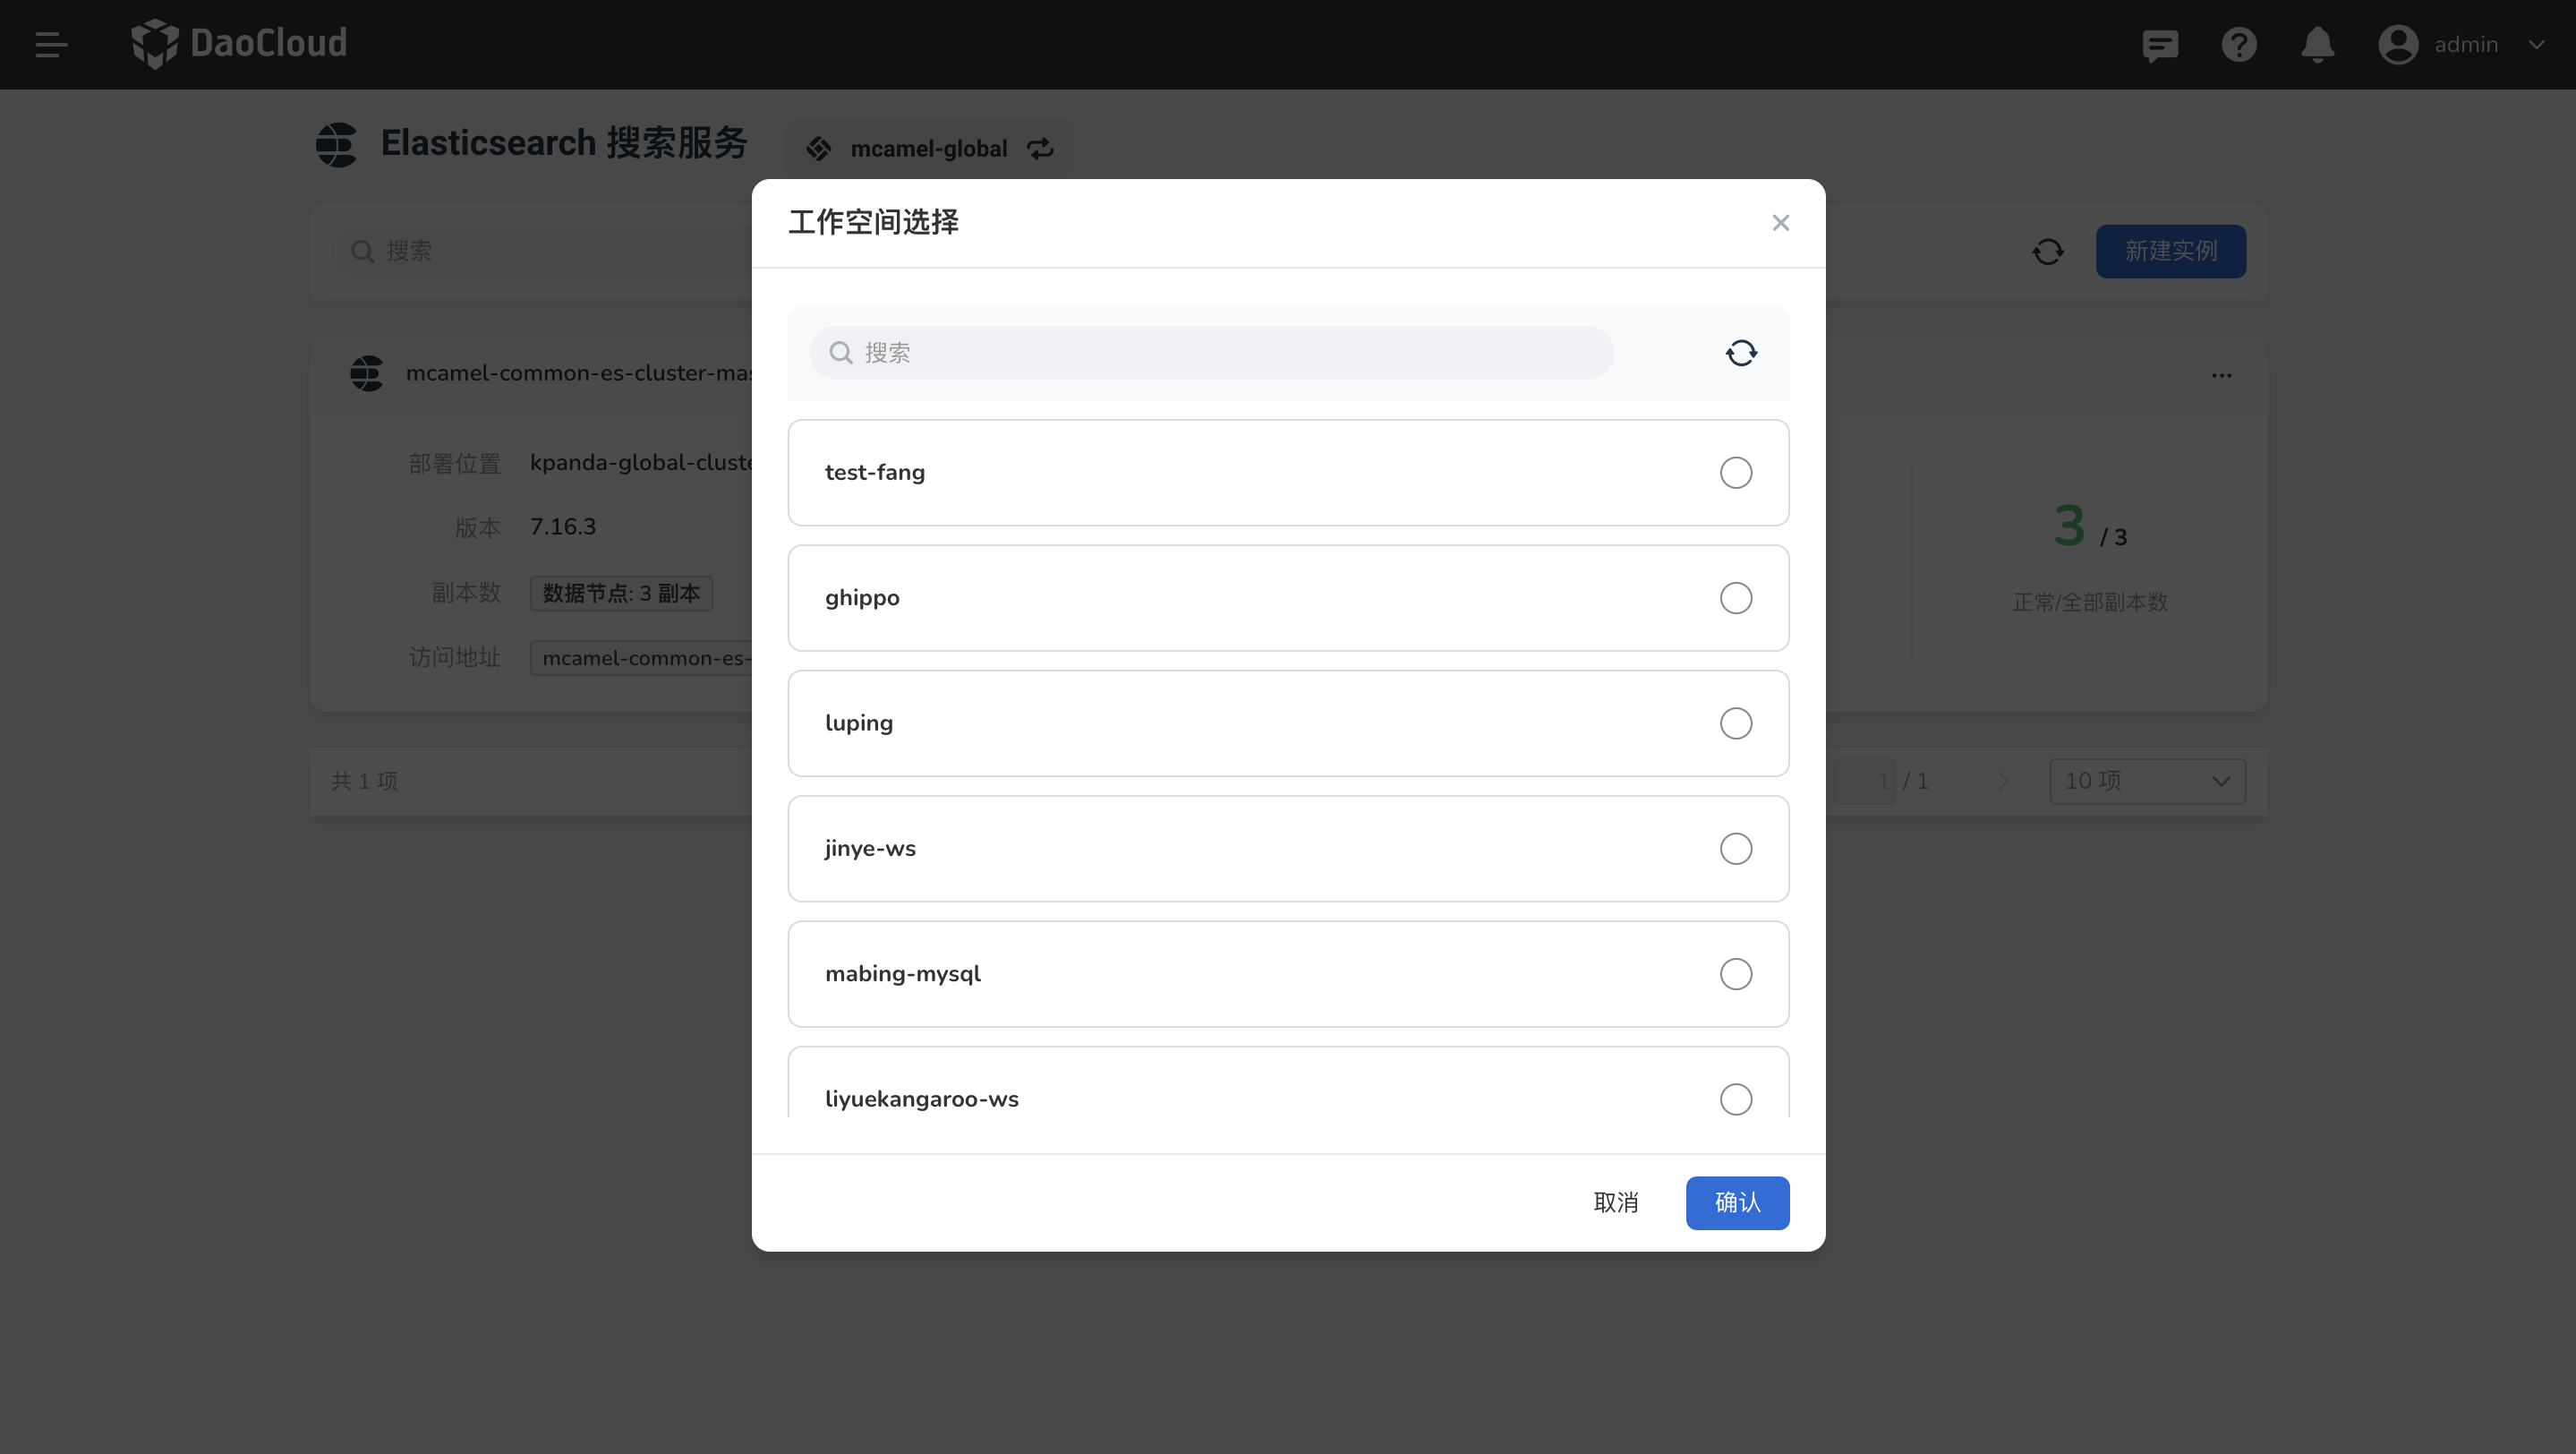 DaoCloud
admin
Elasticsearch 搜索服务
mcamel-global
搜索
新建实例
mcamel-common-es-cluster-mas
部署位置 kpanda-global-cluste
版本 7.16.3
副本数 数据节点: 3 副本
访问地址 mcamel-common-es-
3 / 3
正常/全部副本数
共 1 项
1 / 1
10 项
工作空间选择
搜索
test-fang
ghippo
luping
jinye-ws
mabing-mysql
liyuekangaroo-ws
取消
确认